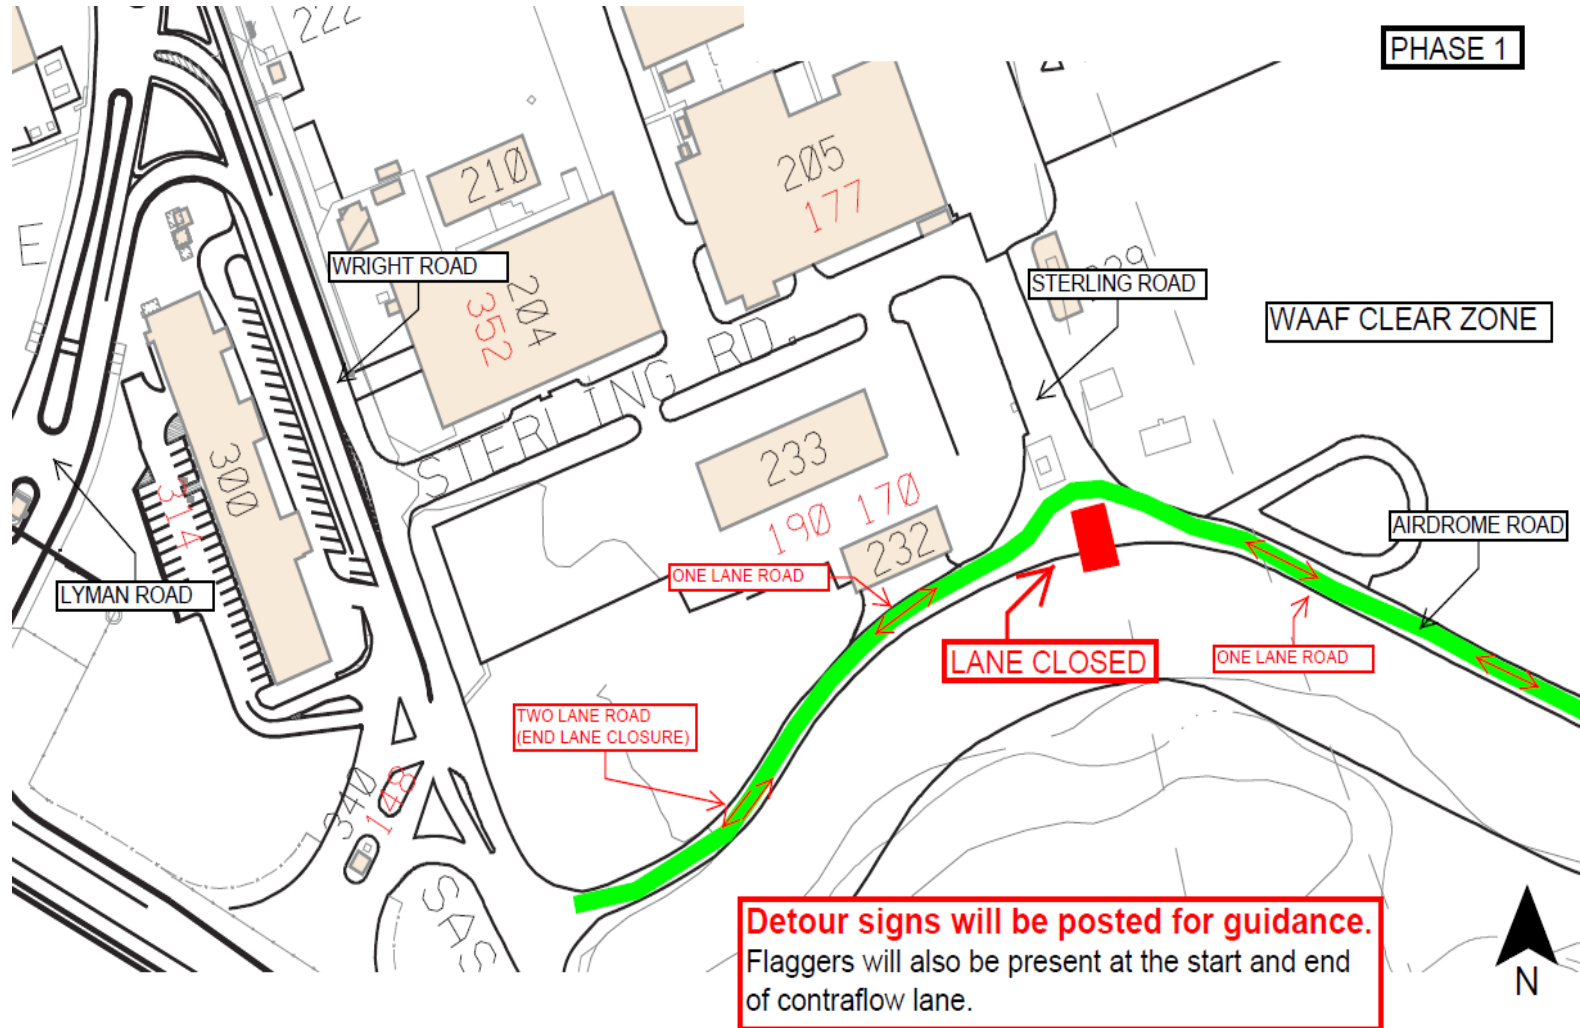 PHASE 1
222
210
205
177
E
WRIGHT ROAD
STERLING ROAD
WAAF CLEAR ZONE
204
352
STERLING RD.
233
300
314
190 170
232
AIRDROME ROAD
ONE LANE ROAD
LYMAN ROAD
LANE CLOSED
ONE LANE ROAD
TWO LANE ROAD
(END LANE CLOSURE)
340
148
SAS
Detour signs will be posted for guidance.
Flaggers will also be present at the start and end
of contraflow lane.
N